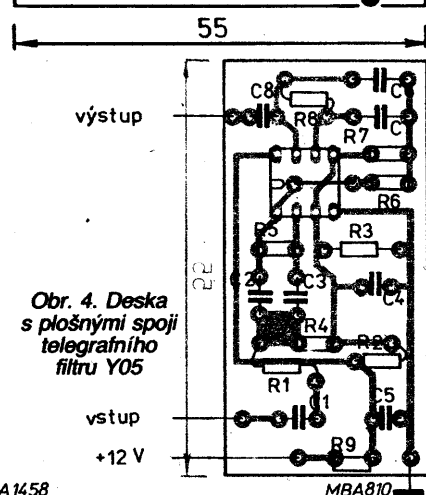 55
C8
C
výstup
R8
C
R7
R6
R5
R3
22
C2
C3
C4
Obr. 4. Deska
s plošnými spoji
telegrafního
filtru Y05
R4
R2
R1
vstup
C1
C5
+12 V
R9
A1458
MBA810